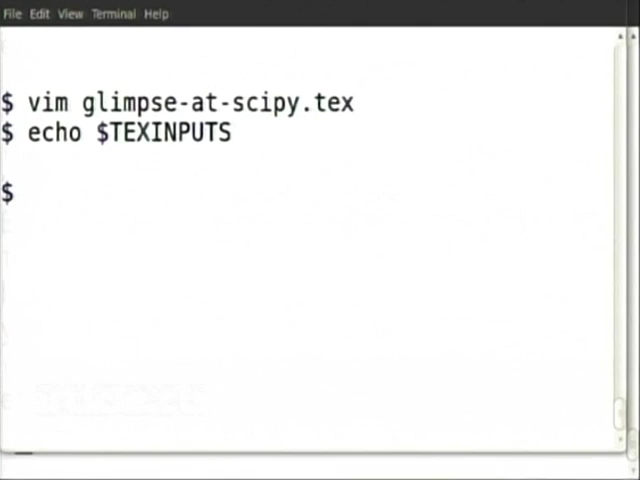 File Edit View Terminal Help
$ vim glimpse-at-scipy.tex
$ echo $TEXINPUTS
$